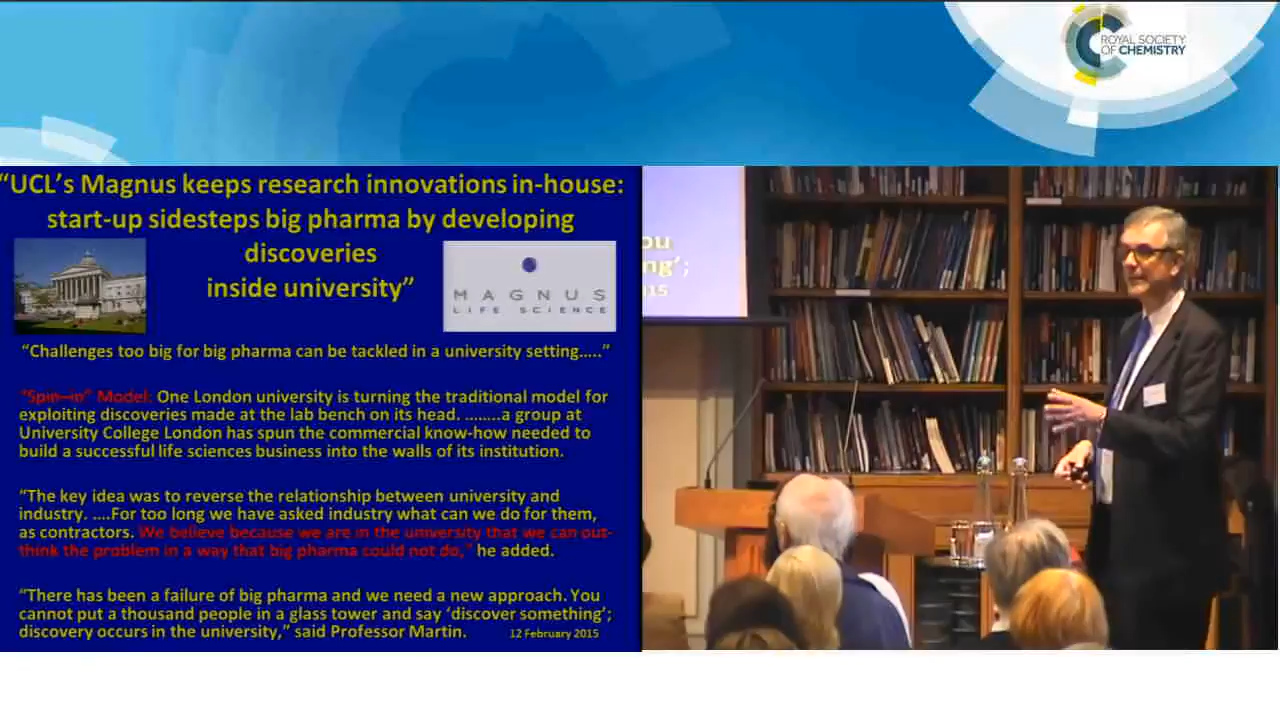 ROYAL SOCIETY
OF CHEMISTRY
“UCL’s Magnus keeps research innovations in-house:
start-up sidesteps big pharma by developing
discoveries
inside university”
MAGNUS
LIFE SCIENCE
“Challenges too big for big pharma can be tackled in a university setting…..”
“Spin–in” Model: One London university is turning the traditional model for
exploiting discoveries made at the lab bench on its head. ……..a group at
University College London has spun the commercial know-how needed to
build a successful life sciences business into the walls of its institution.
“The key idea was to reverse the relationship between university and
industry. ….For too long we have asked industry what can we do for them,
as contractors. We believe because we are in the university that we can out-
think the problem in a way that big pharma could not do,” he added.
“There has been a failure of big pharma and we need a new approach. You
cannot put a thousand people in a glass tower and say ‘discover something’;
discovery occurs in the university,” said Professor Martin. 12 February 2015
ou
ng’;
15